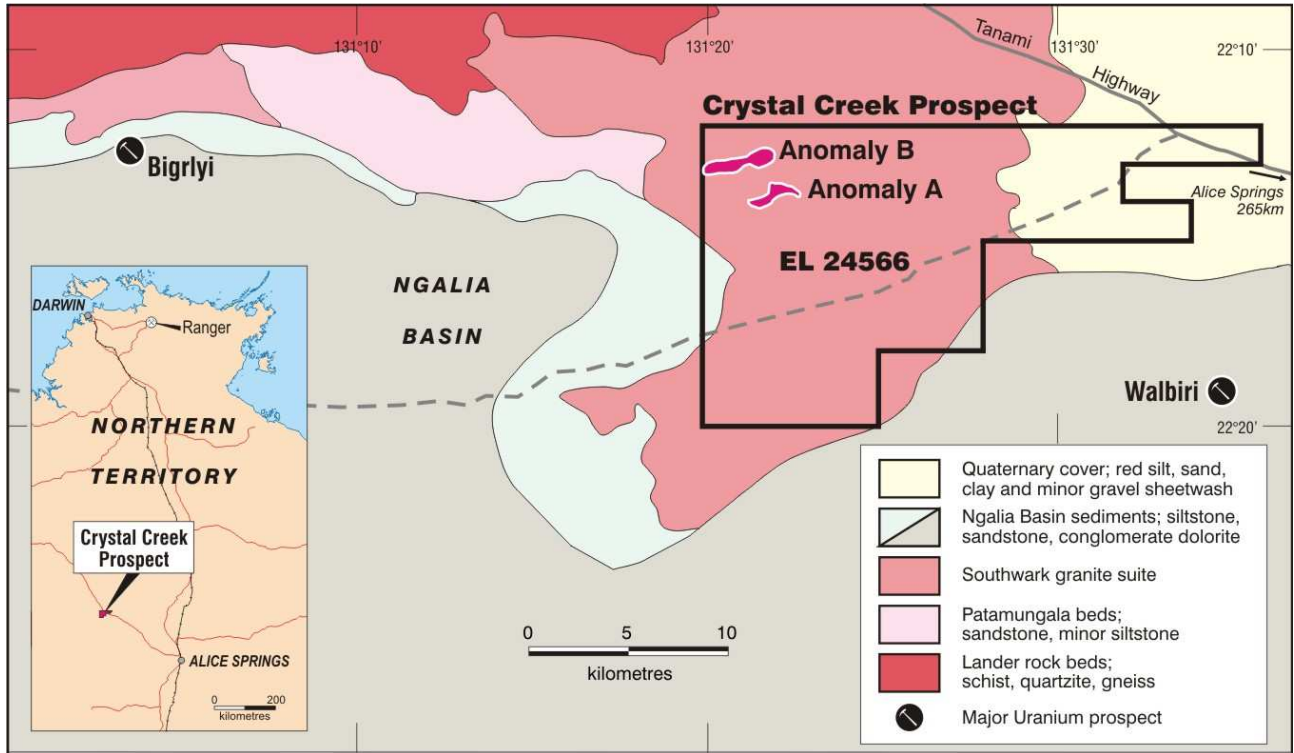 131°10'
131°20'
131°30'
22°10'
Tanami
Highway
Crystal Creek Prospect
Anomaly B
Anomaly A
Alice Springs
265km
Bigrlyi
EL 24566
NGALIA
BASIN
Walbiri
22°20'
DARWIN
Ranger
NORTHERN
TERRITORY
Crystal Creek
Prospect
ALICE SPRINGS
0 200
kilometres
0 5 10
kilometres
Quaternary cover; red silt, sand,
clay and minor gravel sheetwash
Ngalia Basin sediments; siltstone,
sandstone, conglomerate dolorite
Southwark granite suite
Patamungala beds;
sandstone, minor siltstone
Lander rock beds;
schist, quartzite, gneiss
Major Uranium prospect